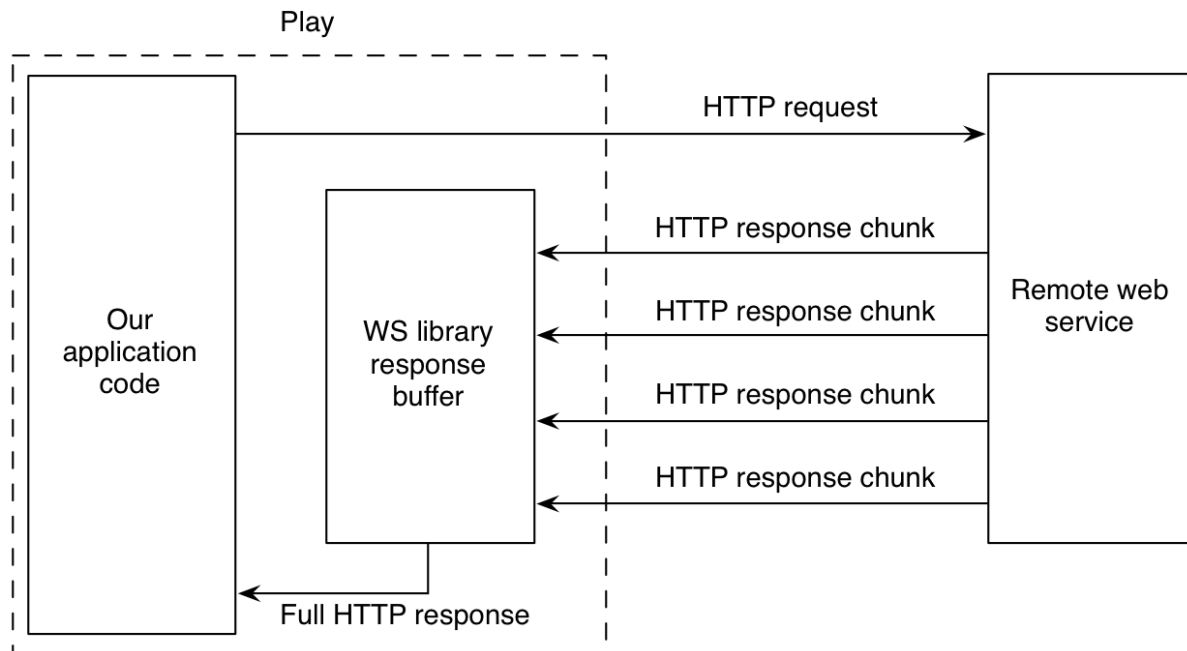 Play
HTTP request
HTTP response chunk
HTTP response chunk
HTTP response chunk
HTTP response chunk
Our
application
code
WS library
response
buffer
Remote web
service
Full HTTP response